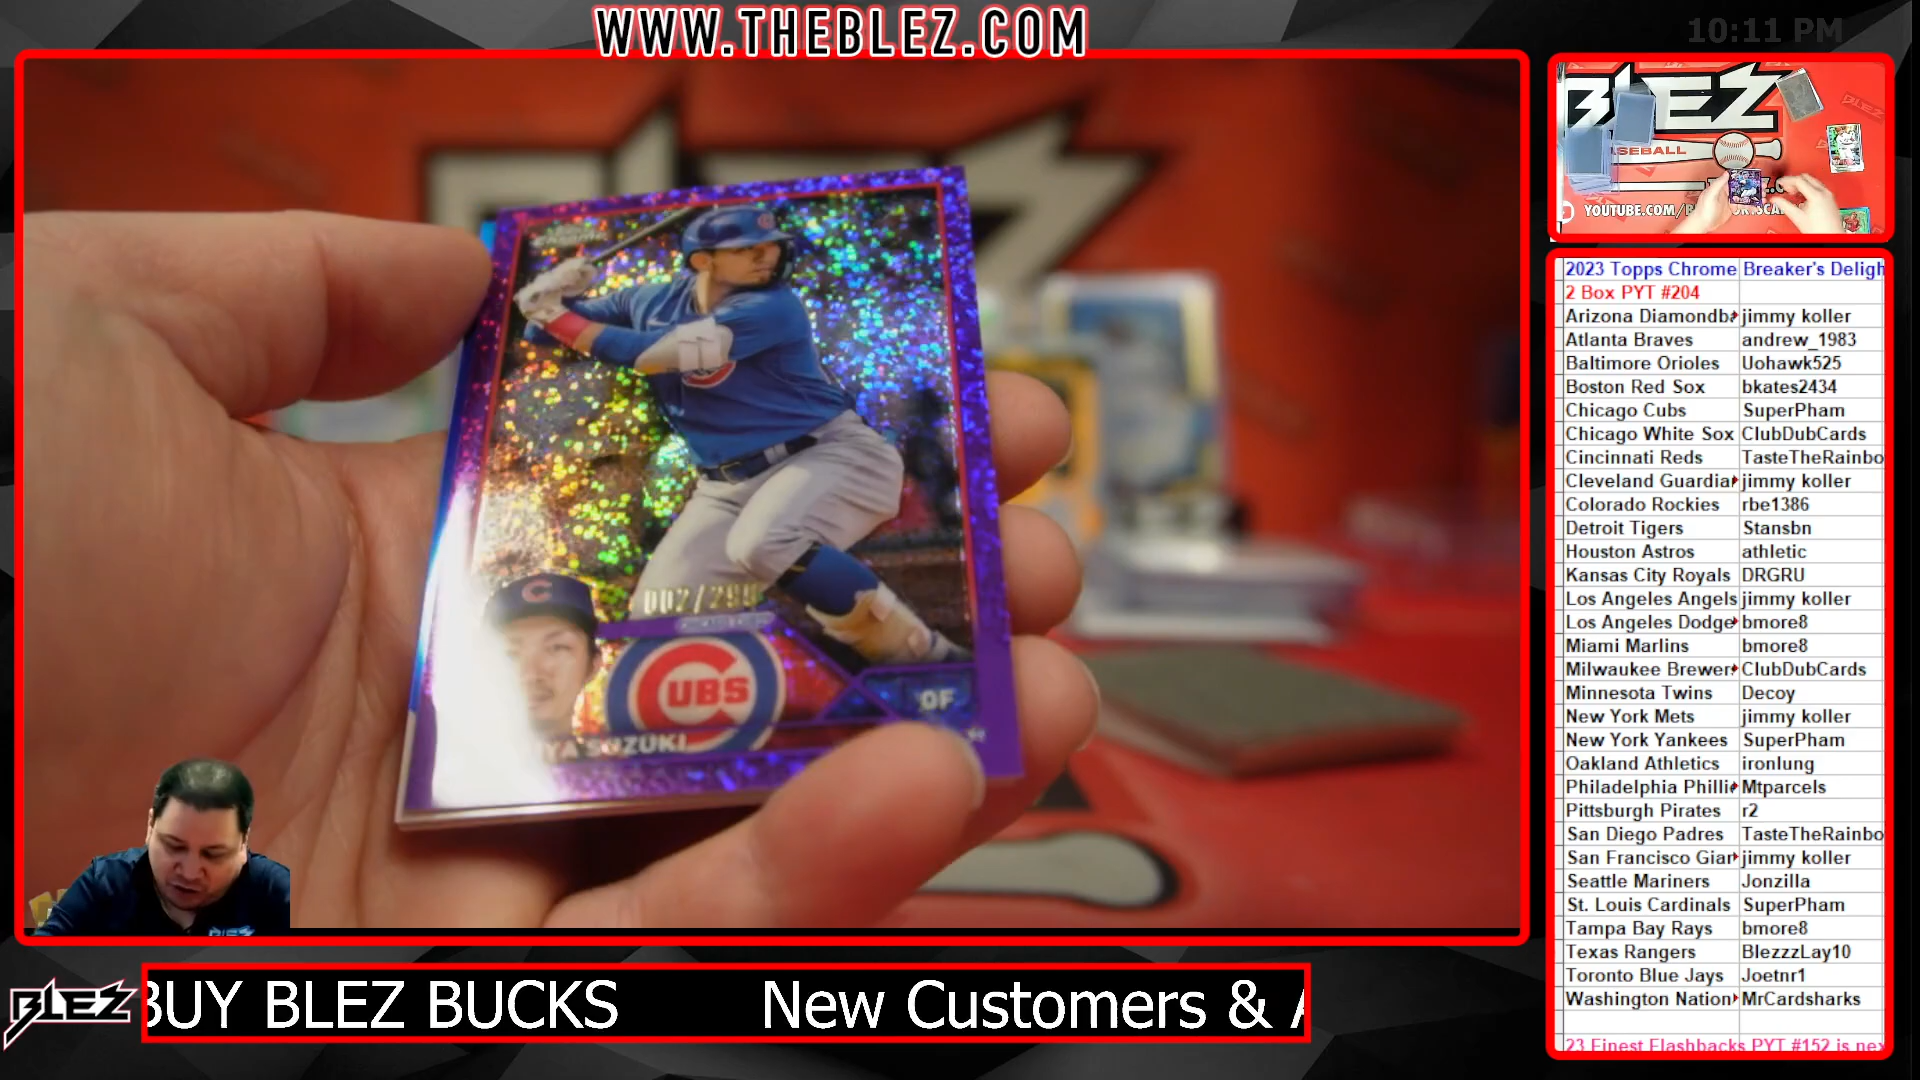 WWW.THEBLEZ.COM
10:11 PM
BLEZ
SEBALL
YOUTUBE.COM/B
002/299
CUBS
OF
YA SUZUKI
2023 Topps Chrome Breaker's Deligh
2 Box PYT #204
Arizona Diamondba jimmy koller
Atlanta Braves andrew_1983
Baltimore Orioles Uohawk525
Boston Red Sox bkates2434
Chicago Cubs SuperPham
Chicago White Sox ClubDubCards
Cincinnati Reds TasteTheRainbo
Cleveland Guardia jimmy koller
Colorado Rockies rbe1386
Detroit Tigers Stansbn
Houston Astros athletic
Kansas City Royals DRGRU
Los Angeles Angels jimmy koller
Los Angeles Dodge bmore8
Miami Marlins bmore8
Milwaukee Brewer ClubDubCards
Minnesota Twins Decoy
New York Mets jimmy koller
New York Yankees SuperPham
Oakland Athletics ironlung
Philadelphia Philli Mtparcels
Pittsburgh Pirates r2
San Diego Padres TasteTheRainbo
San Francisco Giar jimmy koller
Seattle Mariners Jonzilla
St. Louis Cardinals SuperPham
Tampa Bay Rays bmore8
Texas Rangers BlezzzLay10
Toronto Blue Jays Joetnr1
Washington Nation MrCardsharks
23 Finest Flashbacks PYT #152 is nex
BLEZ
BUY BLEZ BUCKS New Customers & A